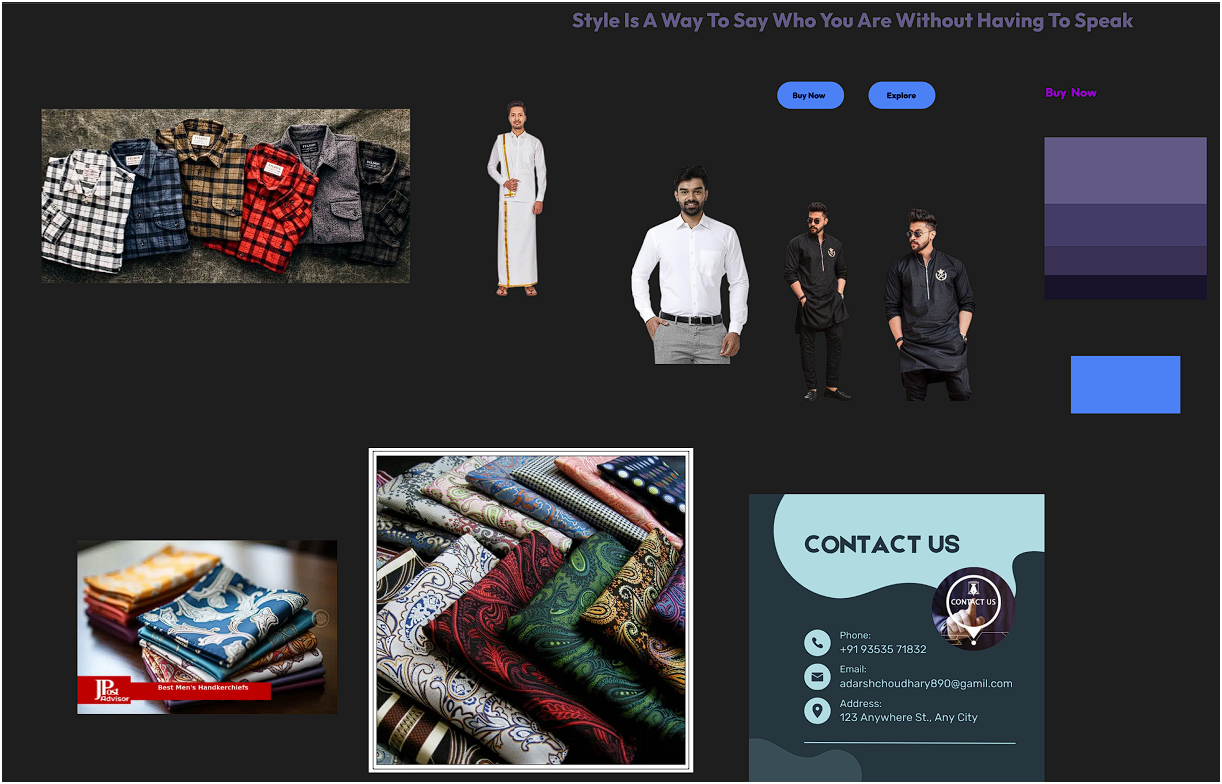 Style Is A Way To Say Who You Are Without Having To Speak
Buy Now
Explore
Buy Now
JPost
Advisor
Best Men's Handkerchiefs
CONTACT US
CONTACT US
Phone:
+91 93535 71832
Email:
adarshchoudhary890@gamil.com
Address:
123 Anywhere St., Any City